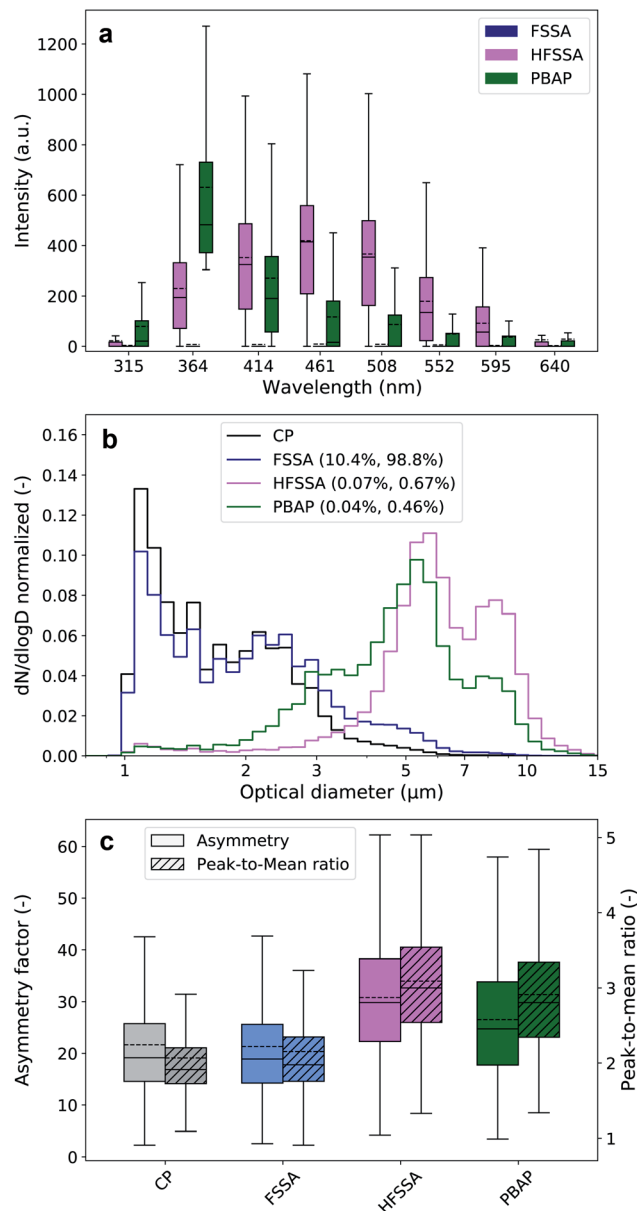 a
FSSA
HFSSA
PBAP
1200
1000
800
600
400
200
0
Intensity (a.u.)
315 364 414 461 508 552 595 640
Wavelength (nm)
b
CP
FSSA (10.4%, 98.8%)
HFSSA (0.07%, 0.67%)
PBAP (0.04%, 0.46%)
0.16
0.14
0.12
0.10
0.08
0.06
0.04
0.02
0.00
dN/dlogD normalized (-)
1 2 3 5 7 10 15
Optical diameter (µm)
c
Asymmetry
Peak-to-Mean ratio
60
50
40
30
20
10
0
Asymmetry factor (-)
5
4
3
2
1
Peak-to-mean ratio (-)
CP FSSA HFSSA PBAP